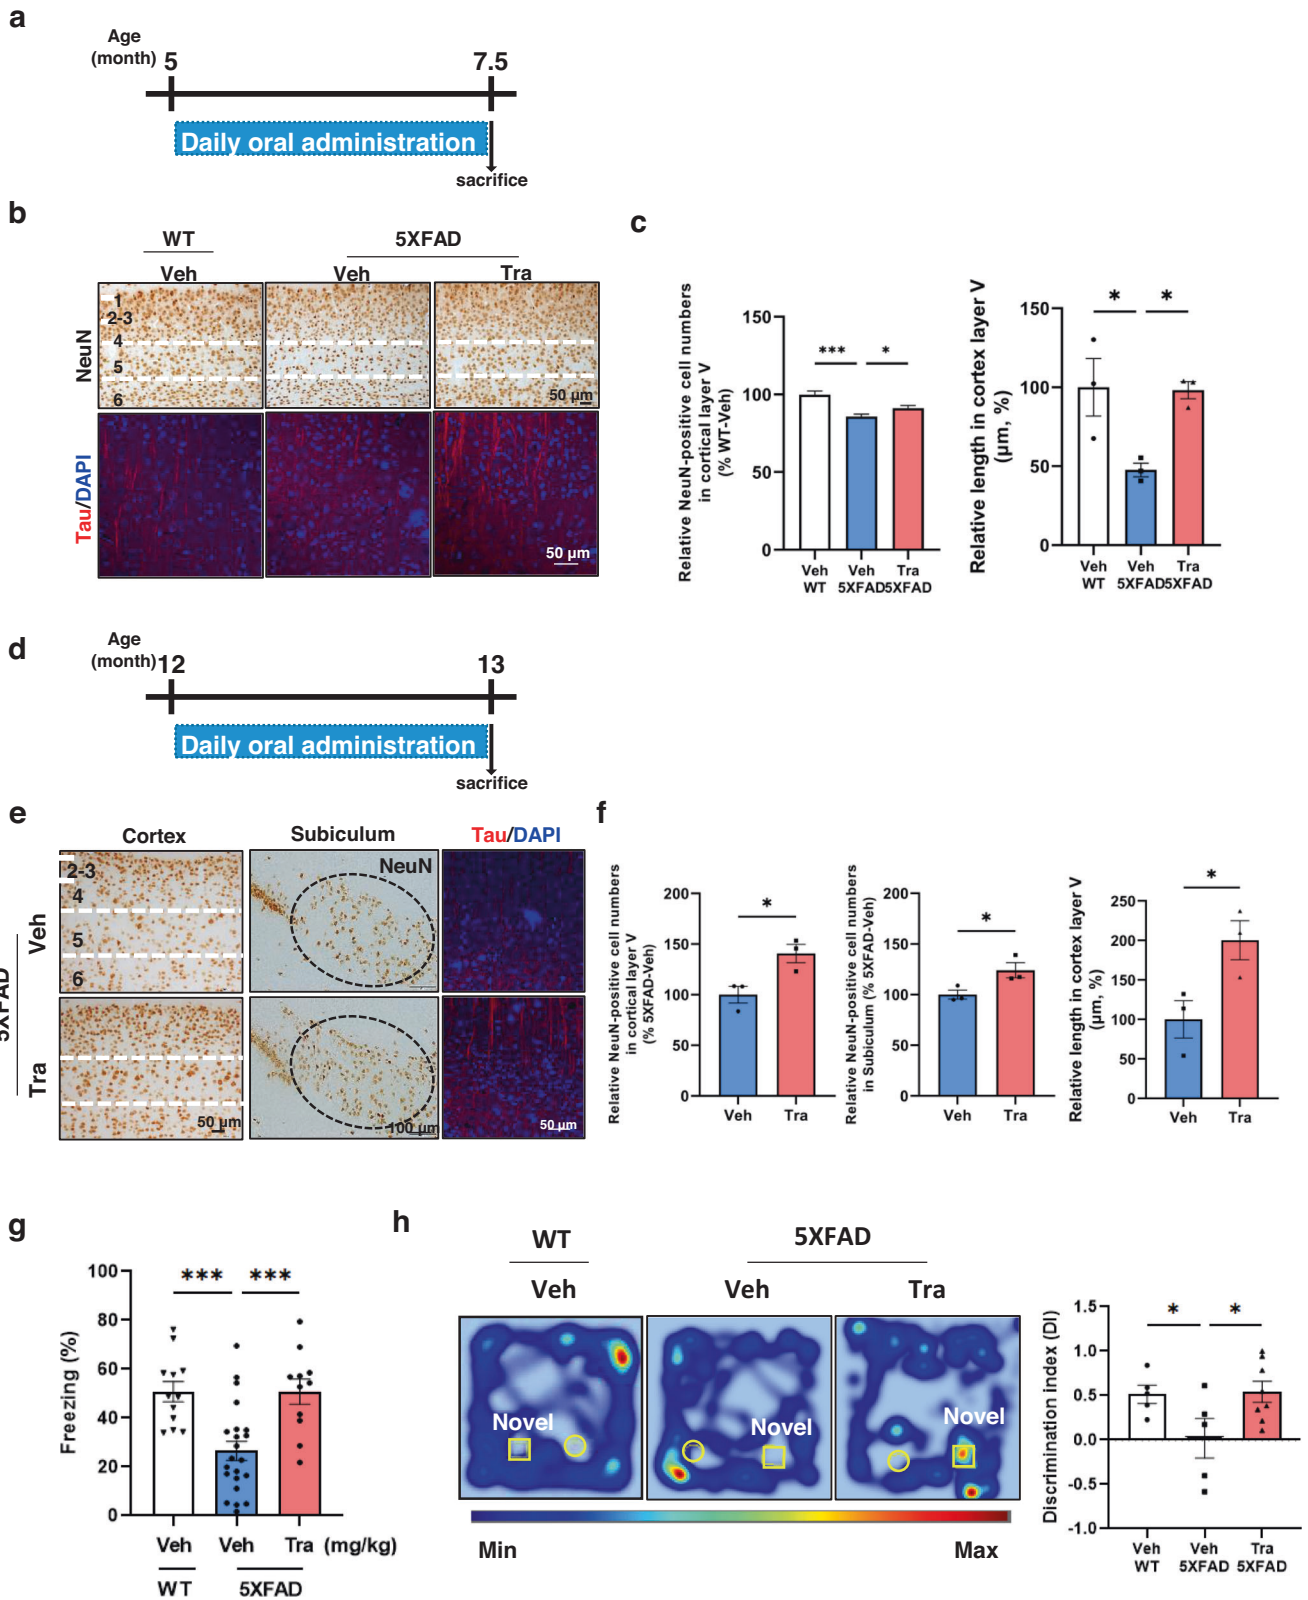 a
Age
(month)
5
7.5
Daily oral administration
sacrifice
b
WT
5XFAD
Veh
Veh
Tra
NeuN
1
2-3
4
5
6
50 µm
Tau/DAPI
50 µm
c
Relative NeuN-positive cell numbers
in cortical layer V
(% WT-Veh)
150
100
50
0
***
*
Veh
WT
Veh
5XFAD
Tra
5XFAD
Relative length in cortex layer V
(µm, %)
150
100
50
0
*
*
Veh
WT
Veh
5XFAD
Tra
5XFAD
d
Age
(month)
12
13
Daily oral administration
sacrifice
e
Cortex
Subiculum
Tau/DAPI
5XFAD
Veh
Tra
2-3
4
5
6
NeuN
50 µm
100 µm
50 µm
f
Relative NeuN-positive cell numbers
in cortical layer V
(% 5XFAD-Veh)
200
150
100
50
0
*
Veh
Tra
Relative NeuN-positive cell numbers
in Subiculum (% 5XFAD-Veh)
200
150
100
50
0
*
Veh
Tra
Relative length in cortex layer V
(µm, %)
250
200
150
100
50
0
*
Veh
Tra
g
Freezing (%)
100
80
60
40
20
0
***
***
Veh
Veh
Tra
(mg/kg)
WT
5XFAD
h
WT
5XFAD
Veh
Veh
Tra
Novel
Novel
Novel
Min
Max
Discrimination index (DI)
1.5
1.0
0.5
0.0
-0.5
-1.0
*
*
Veh
WT
Veh
5XFAD
Tra
5XFAD